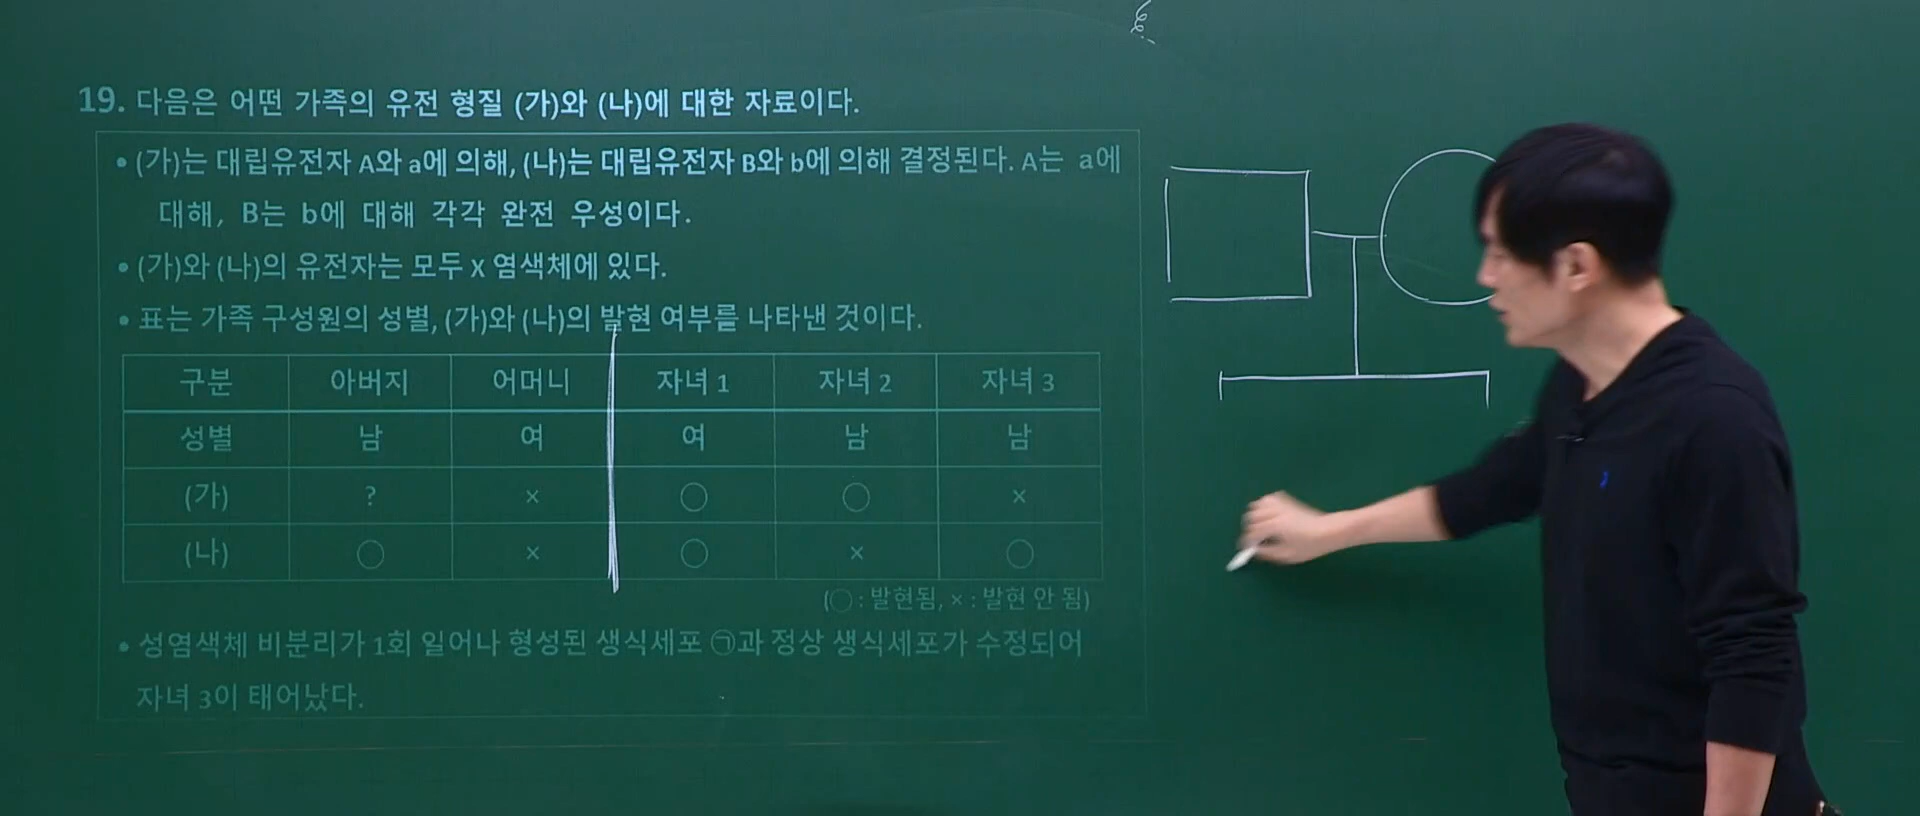 19. 다음은 어떤 가족의 유전 형질 (가)와 (나)에 대한 자료이다.
• (가)는 대립유전자 A와 a에 의해, (나)는 대립유전자 B와 b에 의해 결정된다. A는 a에
대해, B는 b에 대해 각각 완전 우성이다.
• (가)와 (나)의 유전자는 모두 X 염색체에 있다.
• 표는 가족 구성원의 성별, (가)와 (나)의 발현 여부를 나타낸 것이다.
구분 아버지 어머니 자녀 1 자녀 2 자녀 3
성별 남 여 여 남 남
(가) ? × ○ ○ ×
(나) ○ × ○ × ○
(○ : 발현됨, × : 발현 안 됨)
• 성염색체 비분리가 1회 일어나 형성된 생식세포 ㉠과 정상 생식세포가 수정되어
자녀 3이 태어났다.